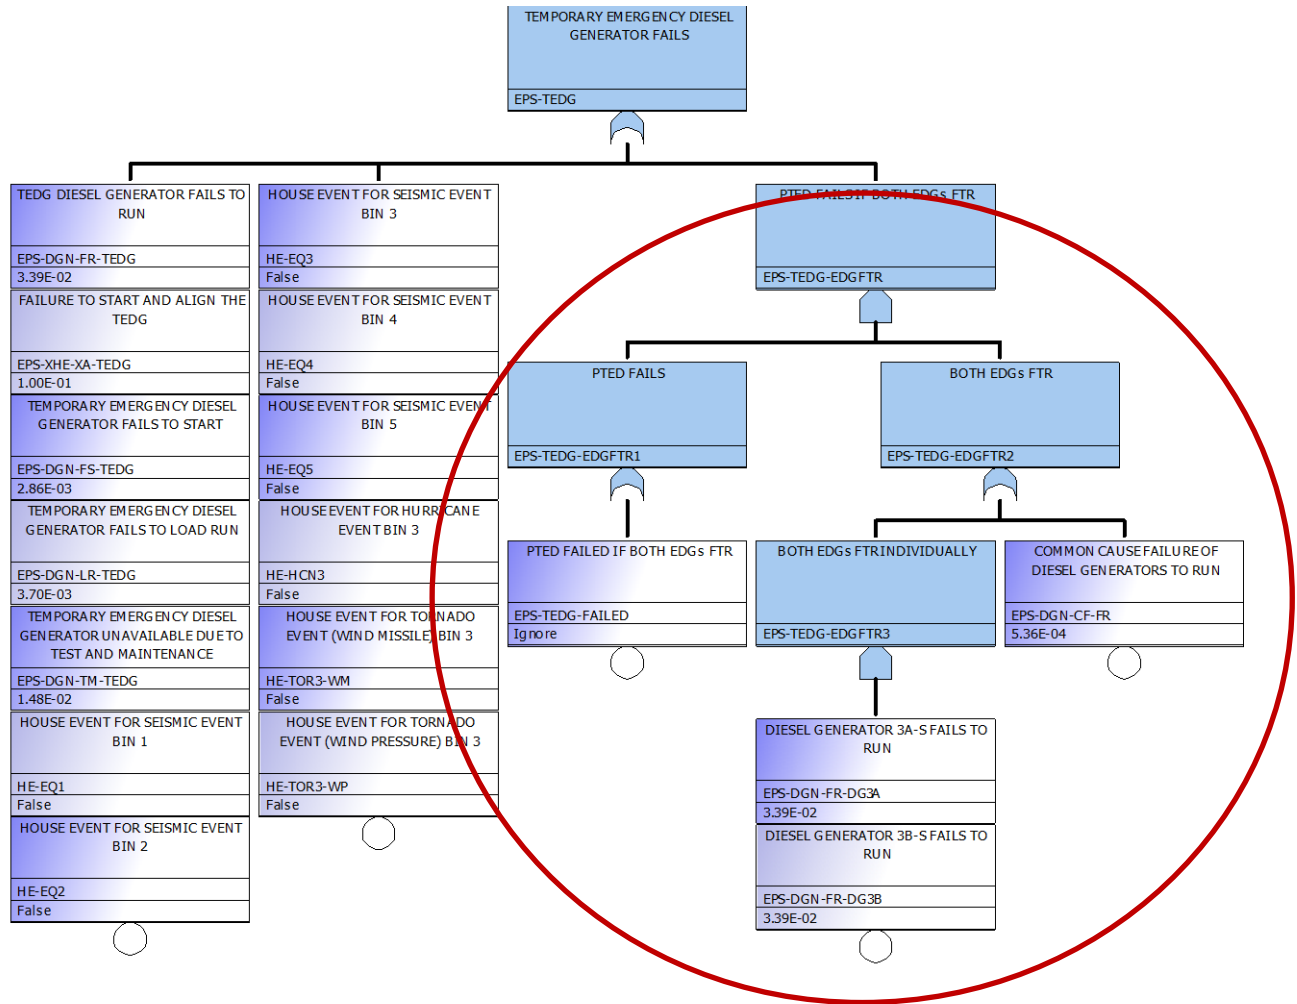 TEMPORARY EMERGENCY DIESEL
GENERATOR FAILS
EPS-TEDG
TEDG DIESEL GENERATOR FAILS TO
RUN
EPS-DGN-FR-TEDG
3.39E-02
FAILURE TO START AND ALIGN THE
TEDG
EPS-XHE-XA-TEDG
1.00E-01
TEMPORARY EMERGENCY DIESEL
GENERATOR FAILS TO START
EPS-DGN-FS-TEDG
2.86E-03
TEMPORARY EMERGENCY DIESEL
GENERATOR FAILS TO LOAD RUN
EPS-DGN-LR-TEDG
3.70E-03
TEMPORARY EMERGENCY DIESEL
GENERATOR UNAVAILABLE DUE TO
TEST AND MAINTENANCE
EPS-DGN-TM-TEDG
1.48E-02
HOUSE EVENT FOR SEISMIC EVENT
BIN 1
HE-EQ1
False
HOUSE EVENT FOR SEISMIC EVENT
BIN 2
HE-EQ2
False
HOUSE EVENT FOR SEISMIC EVENT
BIN 3
HE-EQ3
False
HOUSE EVENT FOR SEISMIC EVENT
BIN 4
HE-EQ4
False
HOUSE EVENT FOR SEISMIC EVENT
BIN 5
HE-EQ5
False
HOUSE EVENT FOR HURRICANE
EVENT BIN 3
HE-HCN3
False
HOUSE EVENT FOR TORNADO
EVENT (WIND MISSILE) BIN 3
HE-TOR3-WM
False
HOUSE EVENT FOR TORNADO
EVENT (WIND PRESSURE) BIN 3
HE-TOR3-WP
False
PTED FAILS IF BOTH EDGs FTR
EPS-TEDG-EDGFTR
PTED FAILS
EPS-TEDG-EDGFTR1
BOTH EDGs FTR
EPS-TEDG-EDGFTR2
PTED FAILED IF BOTH EDGs FTR
EPS-TEDG-FAILED
Ignore
BOTH EDGs FTR INDIVIDUALLY
EPS-TEDG-EDGFTR3
COMMON CAUSE FAILURE OF
DIESEL GENERATORS TO RUN
EPS-DGN-CF-FR
5.36E-04
DIESEL GENERATOR 3A-S FAILS TO
RUN
EPS-DGN-FR-DG3A
3.39E-02
DIESEL GENERATOR 3B-S FAILS TO
RUN
EPS-DGN-FR-DG3B
3.39E-02